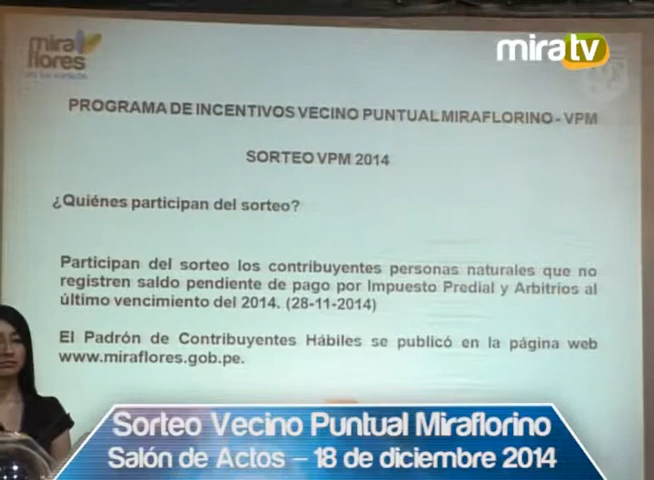 mira
flores
miratv
PROGRAMA DE INCENTIVOS VECINO PUNTUAL MIRAFLORINO - VPM
SORTEO VPM 2014
¿Quiénes participan del sorteo?
Participan del sorteo los contribuyentes personas naturales que no
registren saldo pendiente de pago por Impuesto Predial y Arbitrios al
último vencimiento del 2014. (28-11-2014)
El Padrón de Contribuyentes Hábiles se publicó en la página web
www.miraflores.gob.pe.
Sorteo Vecino Puntual Miraflorino
Salón de Actos – 18 de diciembre 2014